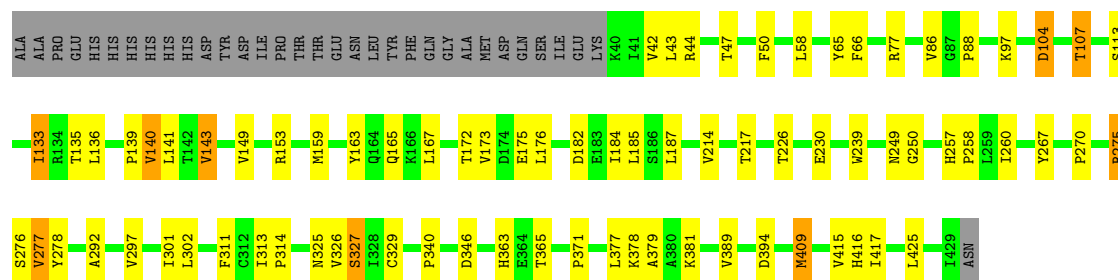 ALA ALA PRO GLU HIS HIS HIS HIS HIS HIS ASP TYR ASP ILE PRO THR THR GLU ASN LEU TYR PHE GLN GLY ALA MET ASP GLN SER ILE GLU LYS K40 I41 V42 L43 R44 T47 F50 L58 Y65 F66 R77 V86 G87 P88 K97 D104 T107 S113
I133 R134 T135 L136 P139 V140 L141 T142 V143 V149 R153 M159 Y163 Q164 Q165 K166 L167 T172 V173 D174 E175 L176 D182 E183 I184 L185 S186 L187 V214 T217 T226 E230 W239 N249 G250 H257 P258 L259 I260 Y267 P270
S276 V277 Y278 A292 V297 I301 L302 F311 C312 I313 P314 N325 V326 S327 I328 C329 P340 D346 H363 E364 T365 P371 L377 K378 A379 A380 K381 V389 D394 M409 V415 H416 I417 L425 I429 ASN